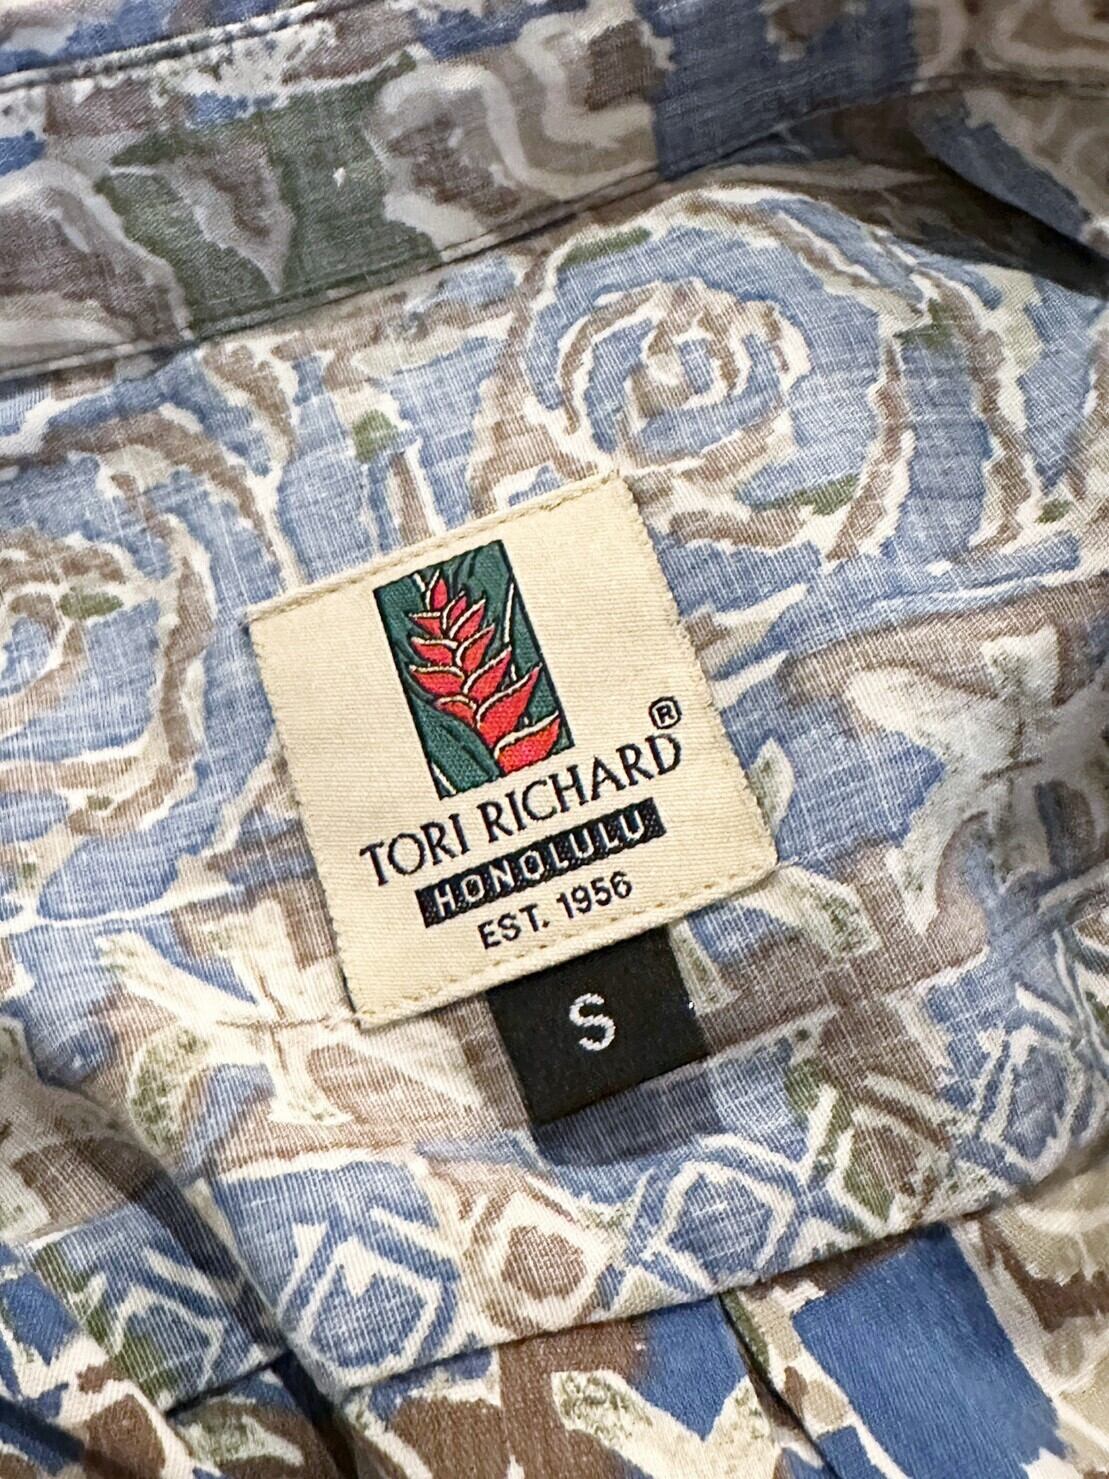 TORI RICHARD®
HONOLULU
EST. 1956
S